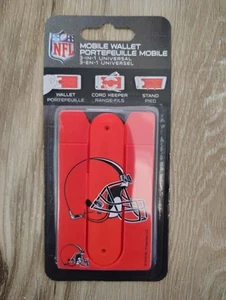 NFL
MOBILE WALLET
PORTEFEUILLE MOBILE
3-IN-1 UNIVERSAL
3-EN-1 UNIVERSEL
WALLET
PORTEFEUILLE
CORD KEEPER
RANGE-FILS
STAND
PIED